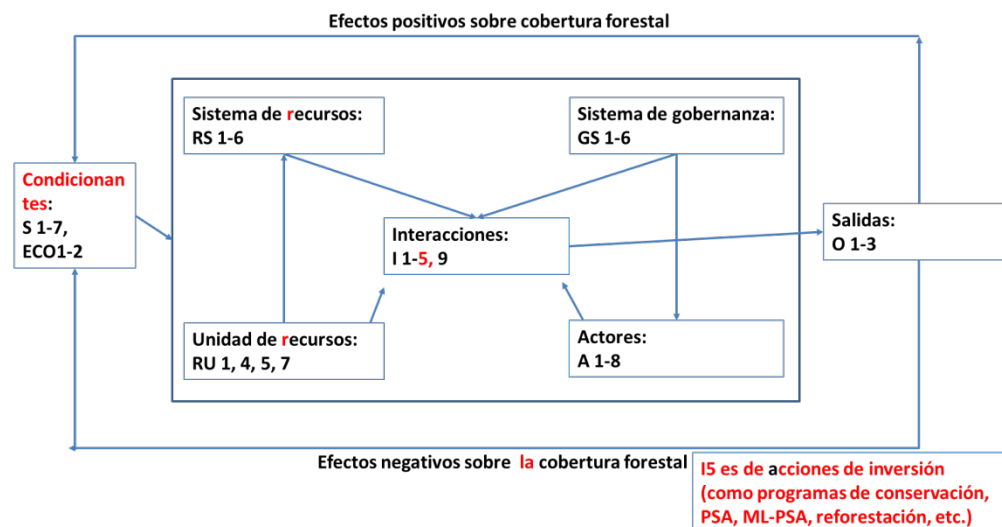 Efectos positivos sobre cobertura forestal
Sistema de recursos:
RS 1-6
Sistema de gobernanza:
GS 1-6
Condicionan
tes:
S 1-7,
ECO1-2
Interacciones:
I 1-5, 9
Salidas:
O 1-3
Unidad de recursos:
RU 1, 4, 5, 7
Actores:
A 1-8
Efectos negativos sobre la cobertura forestal
I5 es de acciones de inversión
(como programas de conservación,
PSA, ML-PSA, reforestación, etc.)